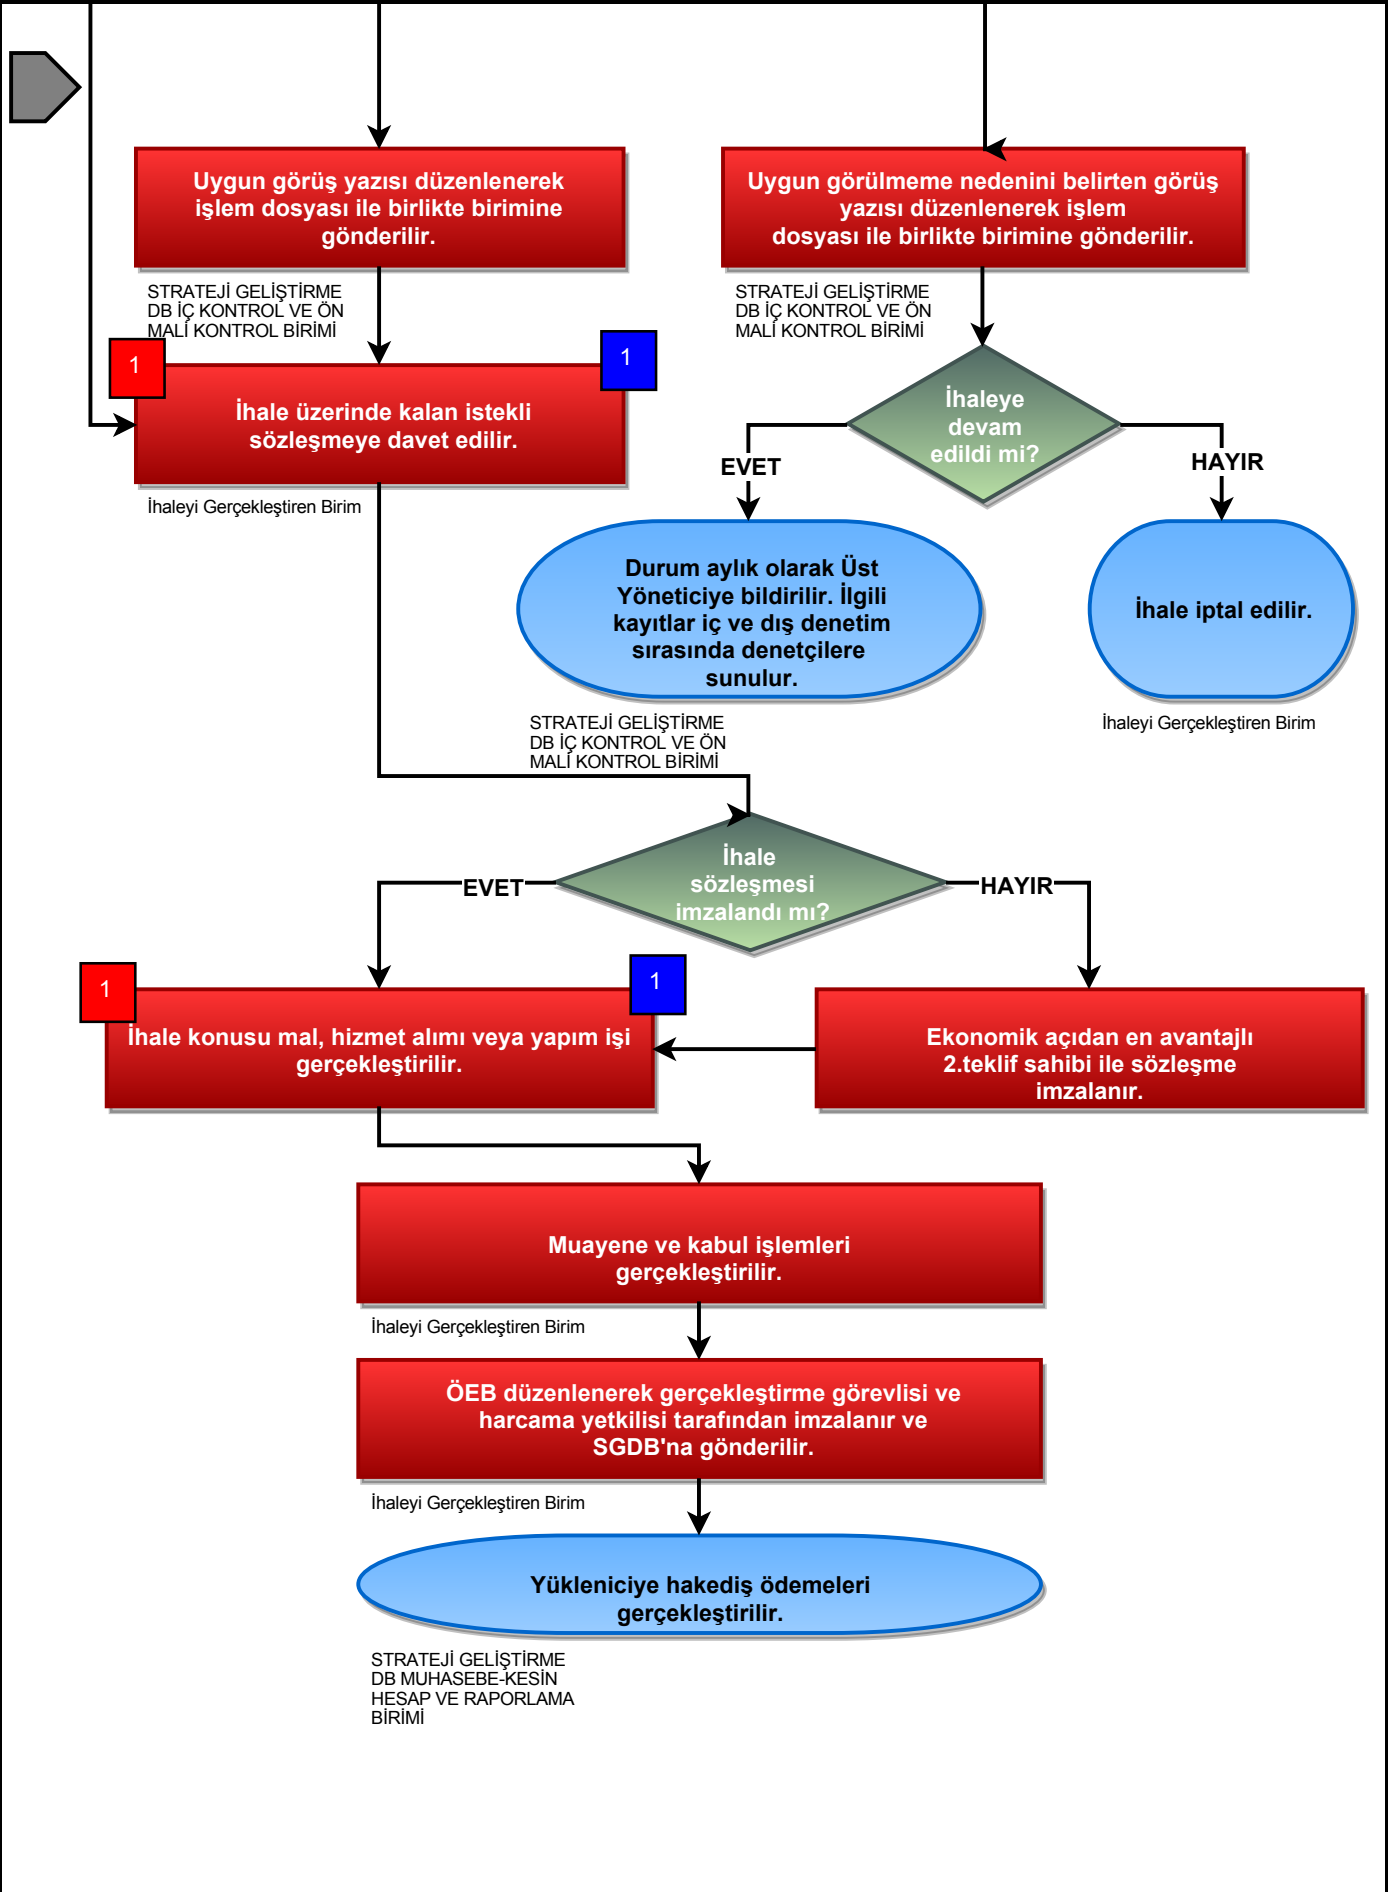 Uygun görüş yazısı düzenlenerek
işlem dosyası ile birlikte birimine
gönderilir.
Uygun görülmeme nedenini belirten görüş
yazısı düzenlenerek işlem
dosyası ile birlikte birimine gönderilir.
STRATEJİ GELİŞTİRME
DB İÇ KONTROL VE ÖN
MALİ KONTROL BİRİMİ
STRATEJİ GELİŞTİRME
DB İÇ KONTROL VE ÖN
MALİ KONTROL BİRİMİ
1
1
İhale üzerinde kalan istekli
sözleşmeye davet edilir.
İhaleyi Gerçekleştiren Birim
İhaleye
devam
edildi mi?
EVET
HAYIR
Durum aylık olarak Üst
Yöneticiye bildirilir. İlgili
kayıtlar iç ve dış denetim
sırasında denetçilere
sunulur.
İhale iptal edilir.
STRATEJİ GELİŞTİRME
DB İÇ KONTROL VE ÖN
MALİ KONTROL BİRİMİ
İhaleyi Gerçekleştiren Birim
İhale
sözleşmesi
imzalandı mı?
EVET
HAYIR
1
1
İhale konusu mal, hizmet alımı veya yapım işi
gerçekleştirilir.
Ekonomik açıdan en avantajlı
2.teklif sahibi ile sözleşme
imzalanır.
Muayene ve kabul işlemleri
gerçekleştirilir.
İhaleyi Gerçekleştiren Birim
ÖEB düzenlenerek gerçekleştirme görevlisi ve
harcama yetkilisi tarafından imzalanır ve
SGDB'na gönderilir.
İhaleyi Gerçekleştiren Birim
Yükleniciye hakediş ödemeleri
gerçekleştirilir.
STRATEJİ GELİŞTİRME
DB MUHASEBE-KESİN
HESAP VE RAPORLAMA
BİRİMİ